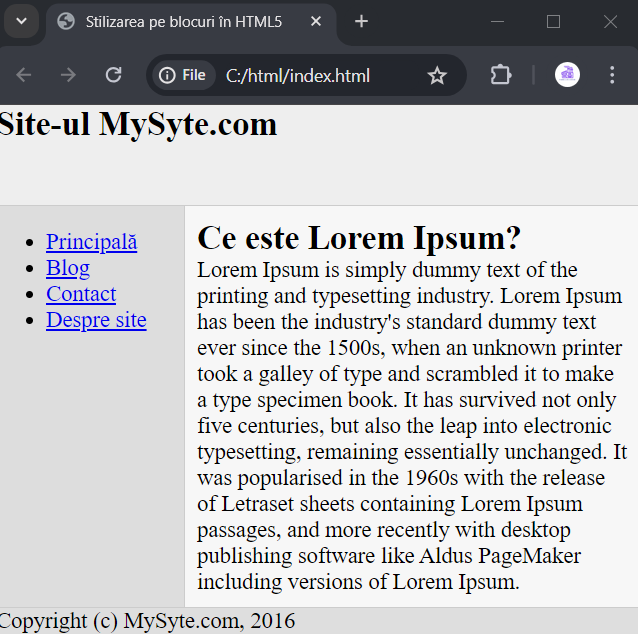 Stilizarea pe blocuri în HTML5
File C:/html/index.html
Site-ul MySyte.com
Principală
Blog
Contact
Despre site
Ce este Lorem Ipsum?
Lorem Ipsum is simply dummy text of the
printing and typesetting industry. Lorem Ipsum
has been the industry's standard dummy text
ever since the 1500s, when an unknown printer
took a galley of type and scrambled it to make
a type specimen book. It has survived not only
five centuries, but also the leap into electronic
typesetting, remaining essentially unchanged. It
was popularised in the 1960s with the release
of Letraset sheets containing Lorem Ipsum
passages, and more recently with desktop
publishing software like Aldus PageMaker
including versions of Lorem Ipsum.
Copyright (c) MySyte.com, 2016